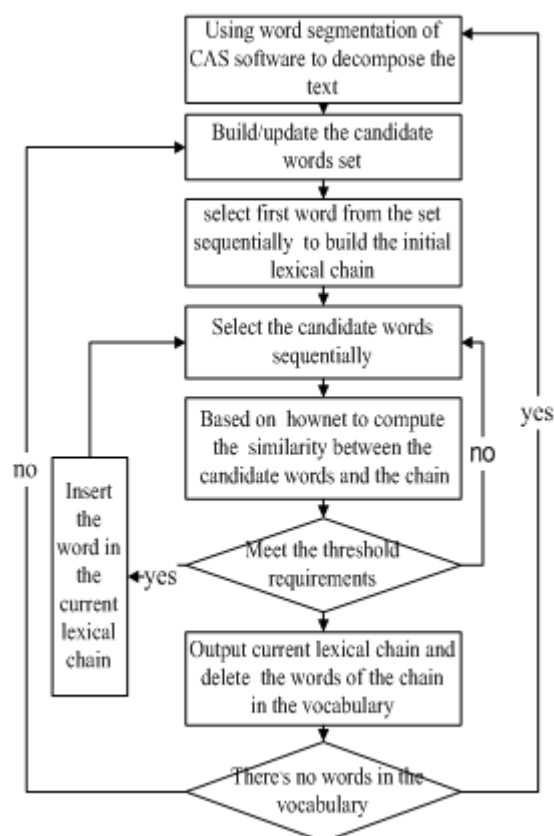 Using word segmentation of
CAS software to decompose the
text
Build/update the candidate
words set
select first word from the set
sequentially to build the initial
lexical chain
Select the candidate words
sequentially
yes
Based on hownet to compute
the similarity between the
candidate words and the chain
no
no
Insert
the
word in
the
current
lexical
chain
Meet the threshold
requirements
yes
Output current lexical chain and
delete the words of the chain
in the vocabulary
There's no words in the
vocabulary